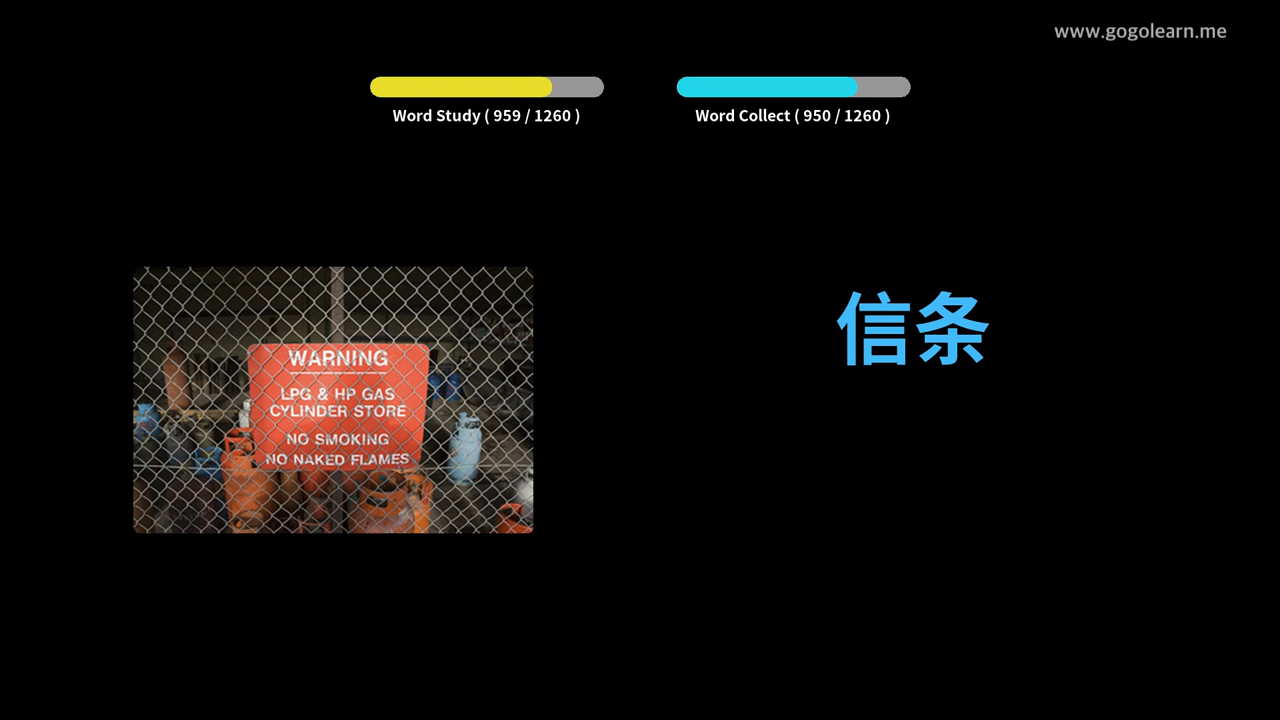 www.gogolearn.me
Word Study ( 959 / 1260 )
Word Collect ( 950 / 1260 )
WARNING
LPG & HP GAS
CYLINDER STORE
NO SMOKING
NO NAKED FLAMES
信条